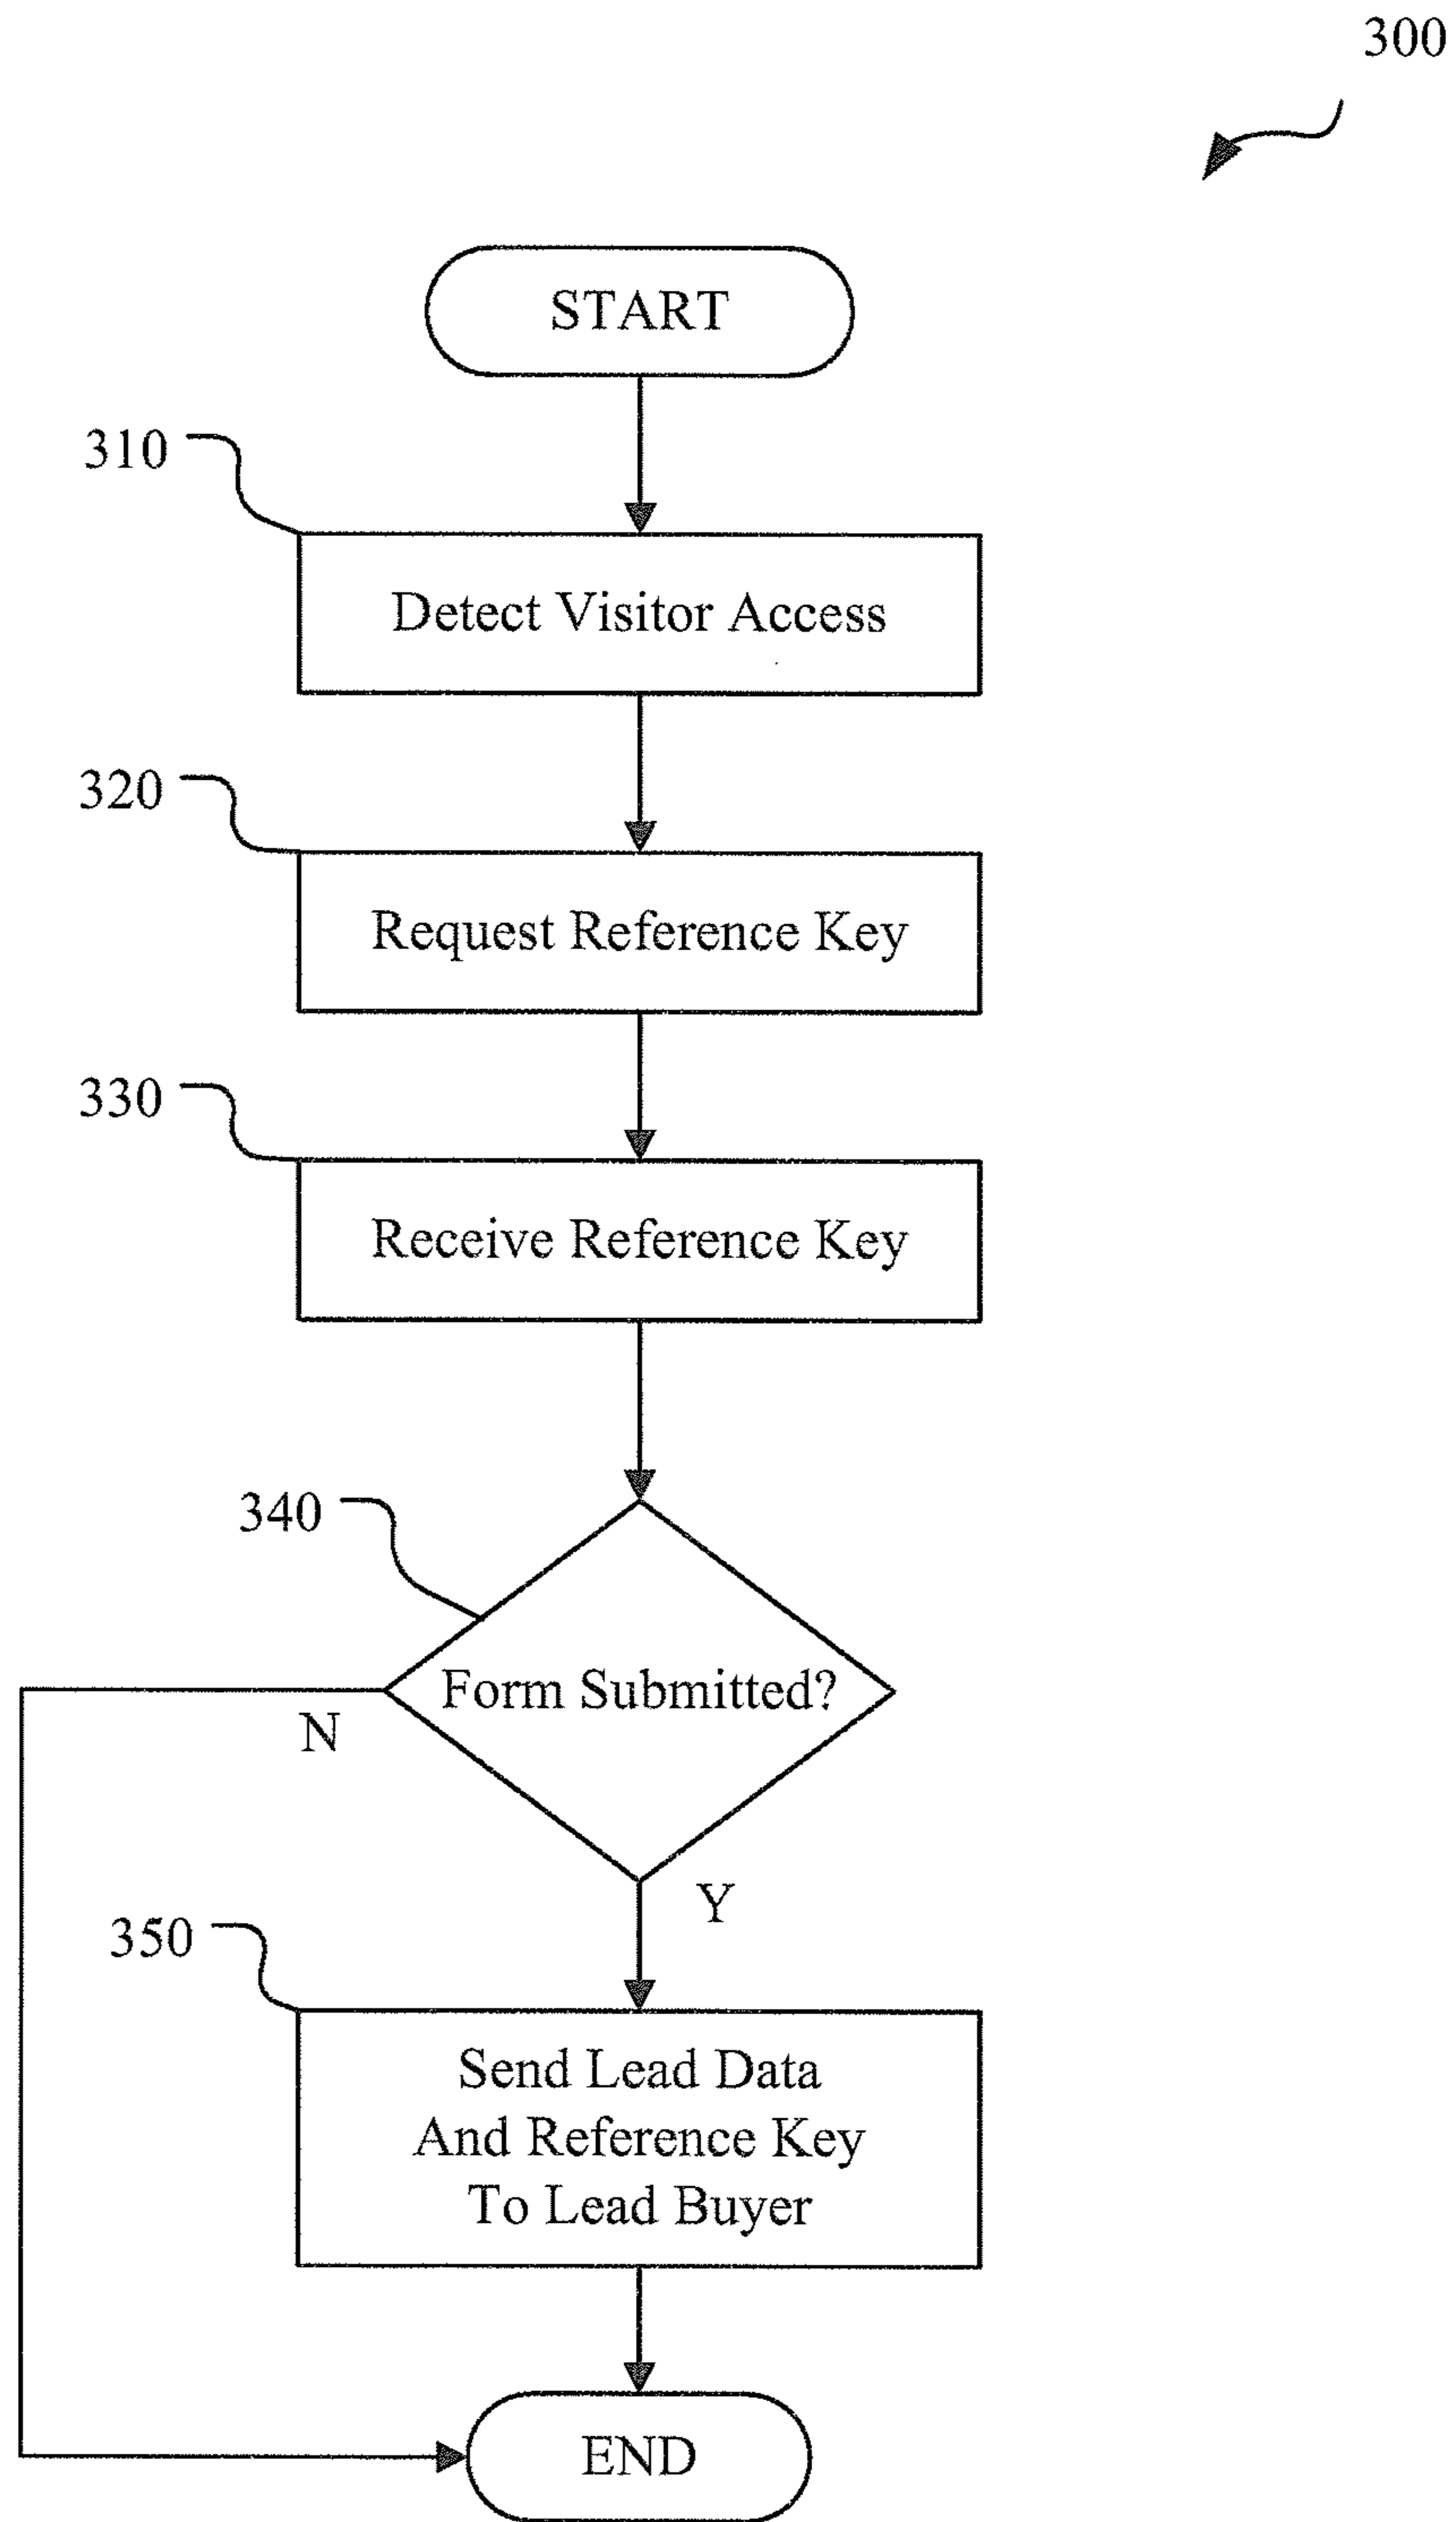 300
START
310
Detect Visitor Access
320
Request Reference Key
330
Receive Reference Key
340
Form Submitted?
N
Y
350
Send Lead Data
And Reference Key
To Lead Buyer
END